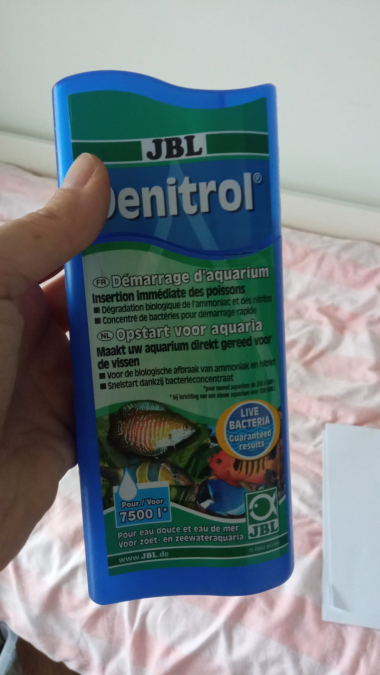 JBL
Denitrol®
FR Démarrage d'aquarium
Insertion immédiate des poissons
■ Dégradation biologique de l'ammoniac et des nitrites
■ Concentré de bactéries pour démarrage rapide
NL Opstart voor aquaria
Maakt uw aquarium direkt gereed voor
de vissen
■ Voor de biologische afbraak van ammoniak en nitriet
■ Snelstart dankzij bacterieconcentraat
LIVE
BACTERIA
Guaranteed
results
Pour / Voor
7500 l*
JBL
Pour eau douce et eau de mer
Voor zoet- en zeewateraquaria
www.JBL.de